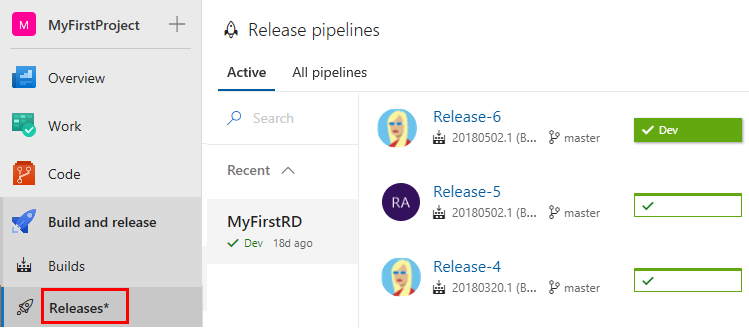 M MyFirstProject
Overview
Work
Code
Build and release
Builds
Releases*
Release pipelines
Active All pipelines
Search
Recent
MyFirstRD
Dev 18d ago
Release-6
20180502.1 (B... master
Dev
RA
Release-5
20180502.1 (B... master
Release-4
20180320.1 (B... master